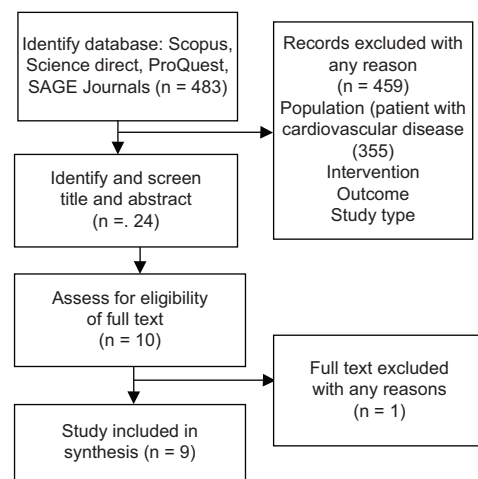 Identify database: Scopus,
Science direct, ProQuest,
SAGE Journals (n = 483)
Records excluded with
any reason
(n = 459)
Population (patient with
cardiovascular disease
(355)
Intervention
Outcome
Study type
Identify and screen
title and abstract
(n =. 24)
Assess for eligibility
of full text
(n = 10)
Full text excluded
with any reasons
(n = 1)
Study included in
synthesis (n = 9)